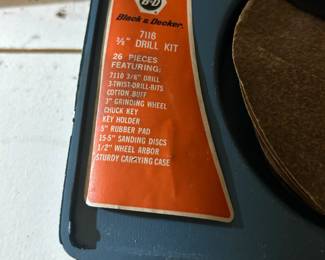 B-D
Black & Decker®
7116
3/8" DRILL KIT
26 PIECES
FEATURING:
7110 3/8" DRILL
3-TWIST-DRILL-BITS
COTTON BUFF
3" GRINDING WHEEL
CHUCK KEY
KEY HOLDER
5" RUBBER PAD
15-5" SANDING DISCS
1/2" WHEEL ARBOR
STURDY CARRYING CASE